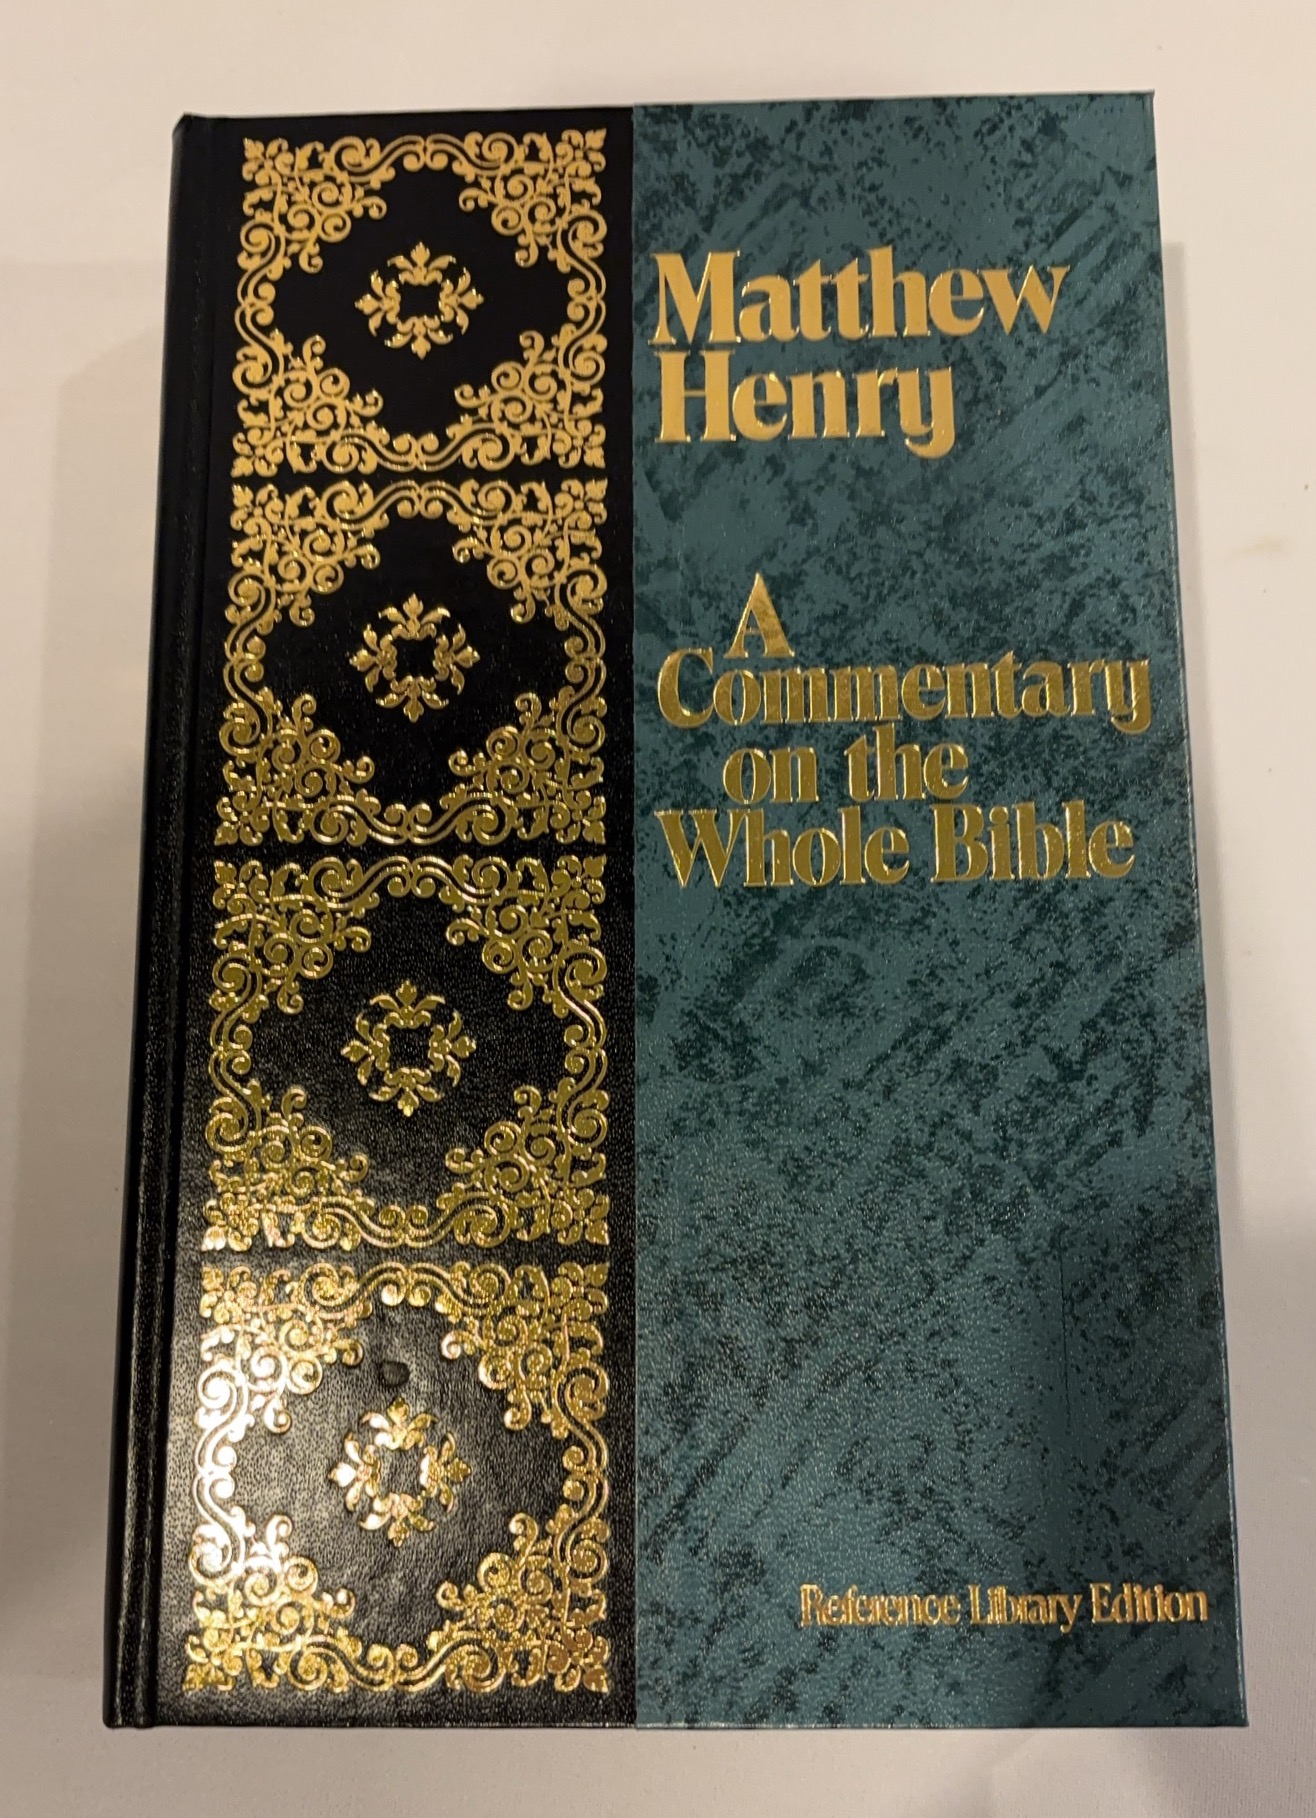 Matthew
Henry
A
Commentary
on the
Whole Bible
Reference Library Edition